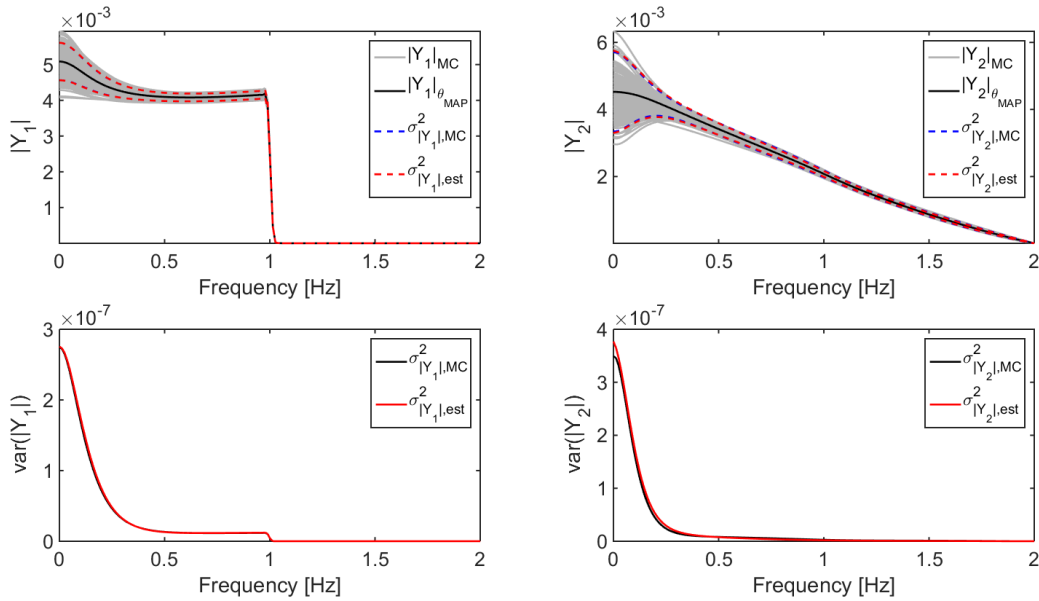 ×10⁻³
|Y₁|
5
4
3
2
1
0
0.5
1
1.5
2
Frequency [Hz]
|Y₁|MC
|Y₁|θMAP
σ²|Y₁|,MC
σ²|Y₁|,est
×10⁻³
|Y₂|
6
4
2
0
0.5
1
1.5
2
Frequency [Hz]
|Y₂|MC
|Y₂|θMAP
σ²|Y₂|,MC
σ²|Y₂|,est
×10⁻⁷
var(|Y₁|)
3
2
1
0
0
0.5
1
1.5
2
Frequency [Hz]
σ²|Y₁|,MC
σ²|Y₁|,est
×10⁻⁷
var(|Y₂|)
4
3
2
1
0
0
0.5
1
1.5
2
Frequency [Hz]
σ²|Y₂|,MC
σ²|Y₂|,est